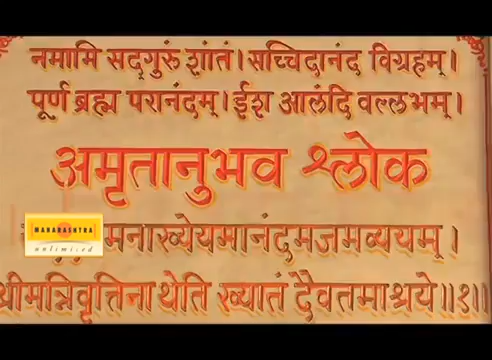 नमामि सद्‌गुरूं शांतं। सच्चिदानंद विग्रहम्।
पूर्ण ब्रह्म परानंदम्। ईश आलंदि वल्लभम्।
अमृतानुभव श्लोक
MAHARASHTRA
unlimited
मनाख्येयमानंदमजमव्ययम्।
श्रीमन्निवृत्तिनाथेति ख्यातं दैवतमाश्रये॥१॥